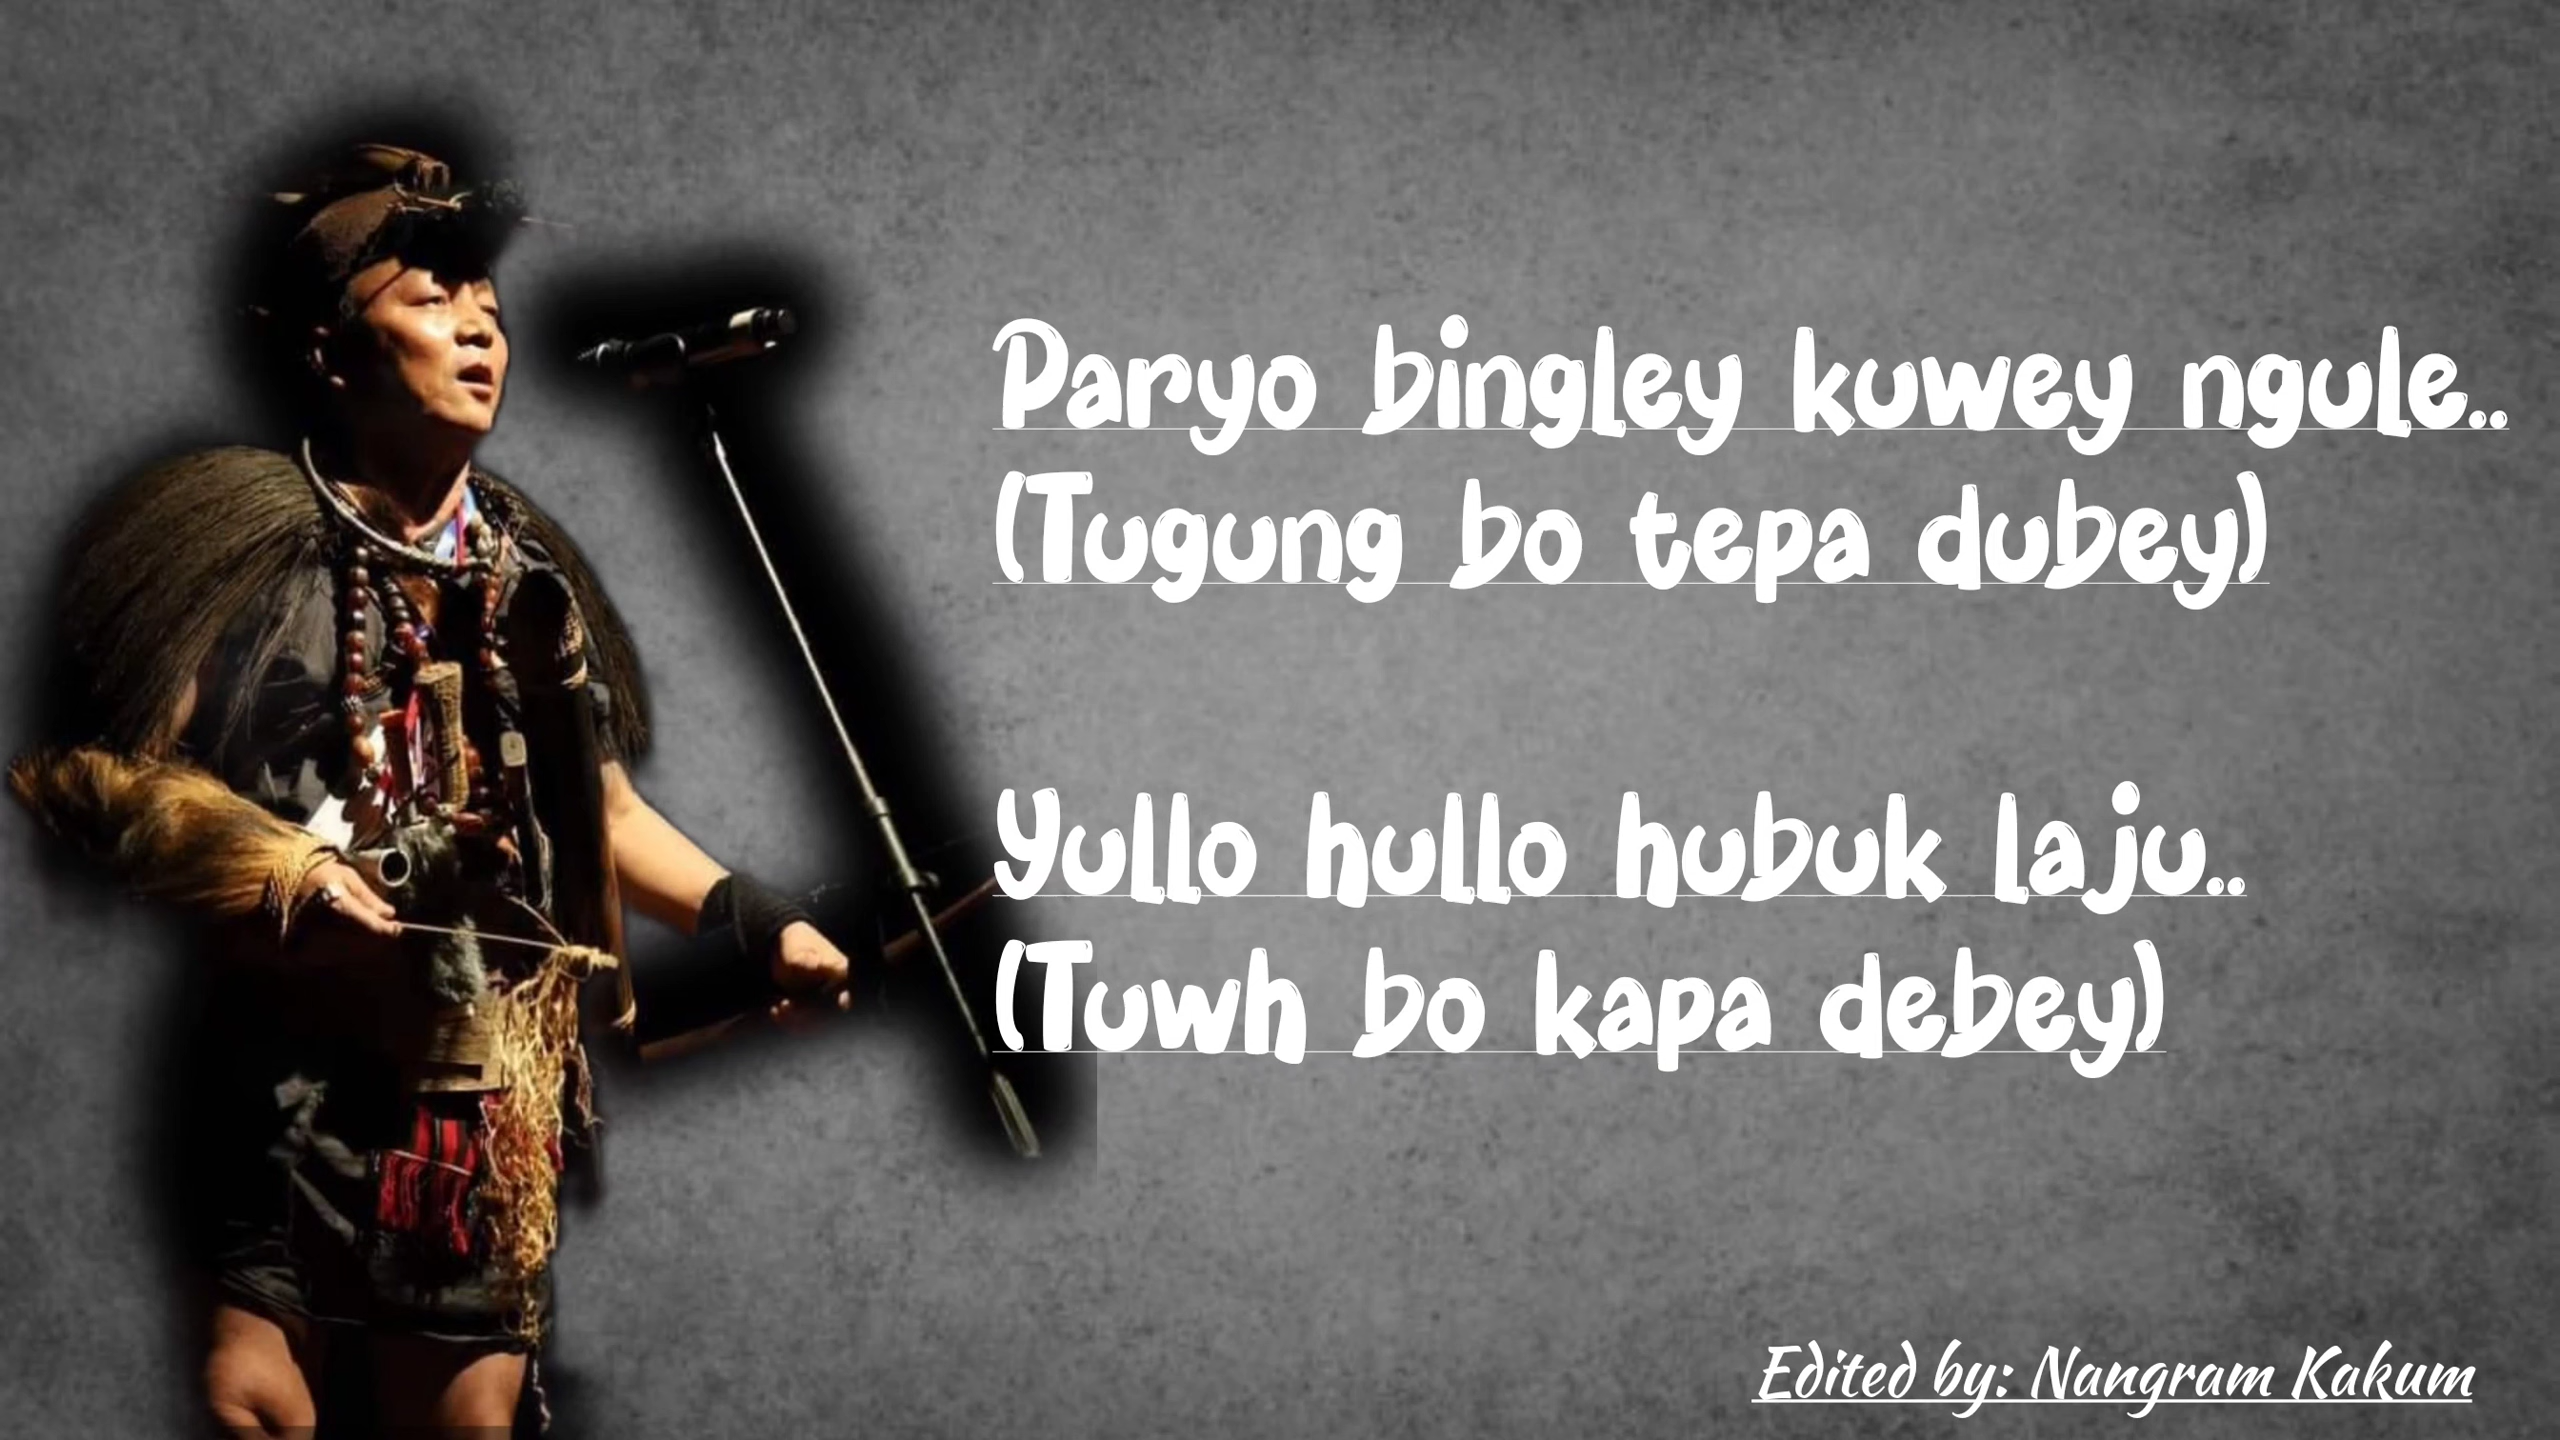 Paryo bingley kuwey ngule..
(Tugung bo tepa dubey)
Yullo hullo hubuk laju..
(Tuwh bo kapa debey)
Edited by: Nangram Kakum